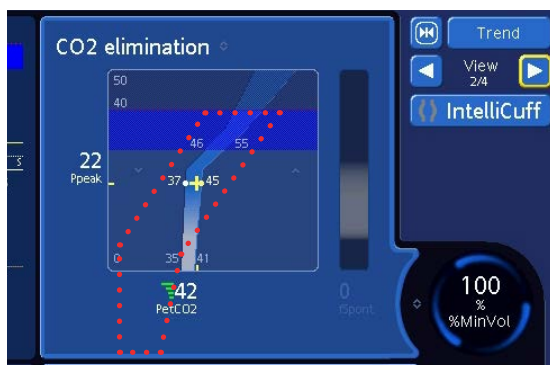 CO2 elimination
Trend
View
2/4
IntelliCuff
50
40
46 55
22
Ppeak
37 45
0 35 41
42
PetCO2
0
fSpont
100
%
%MinVol
s